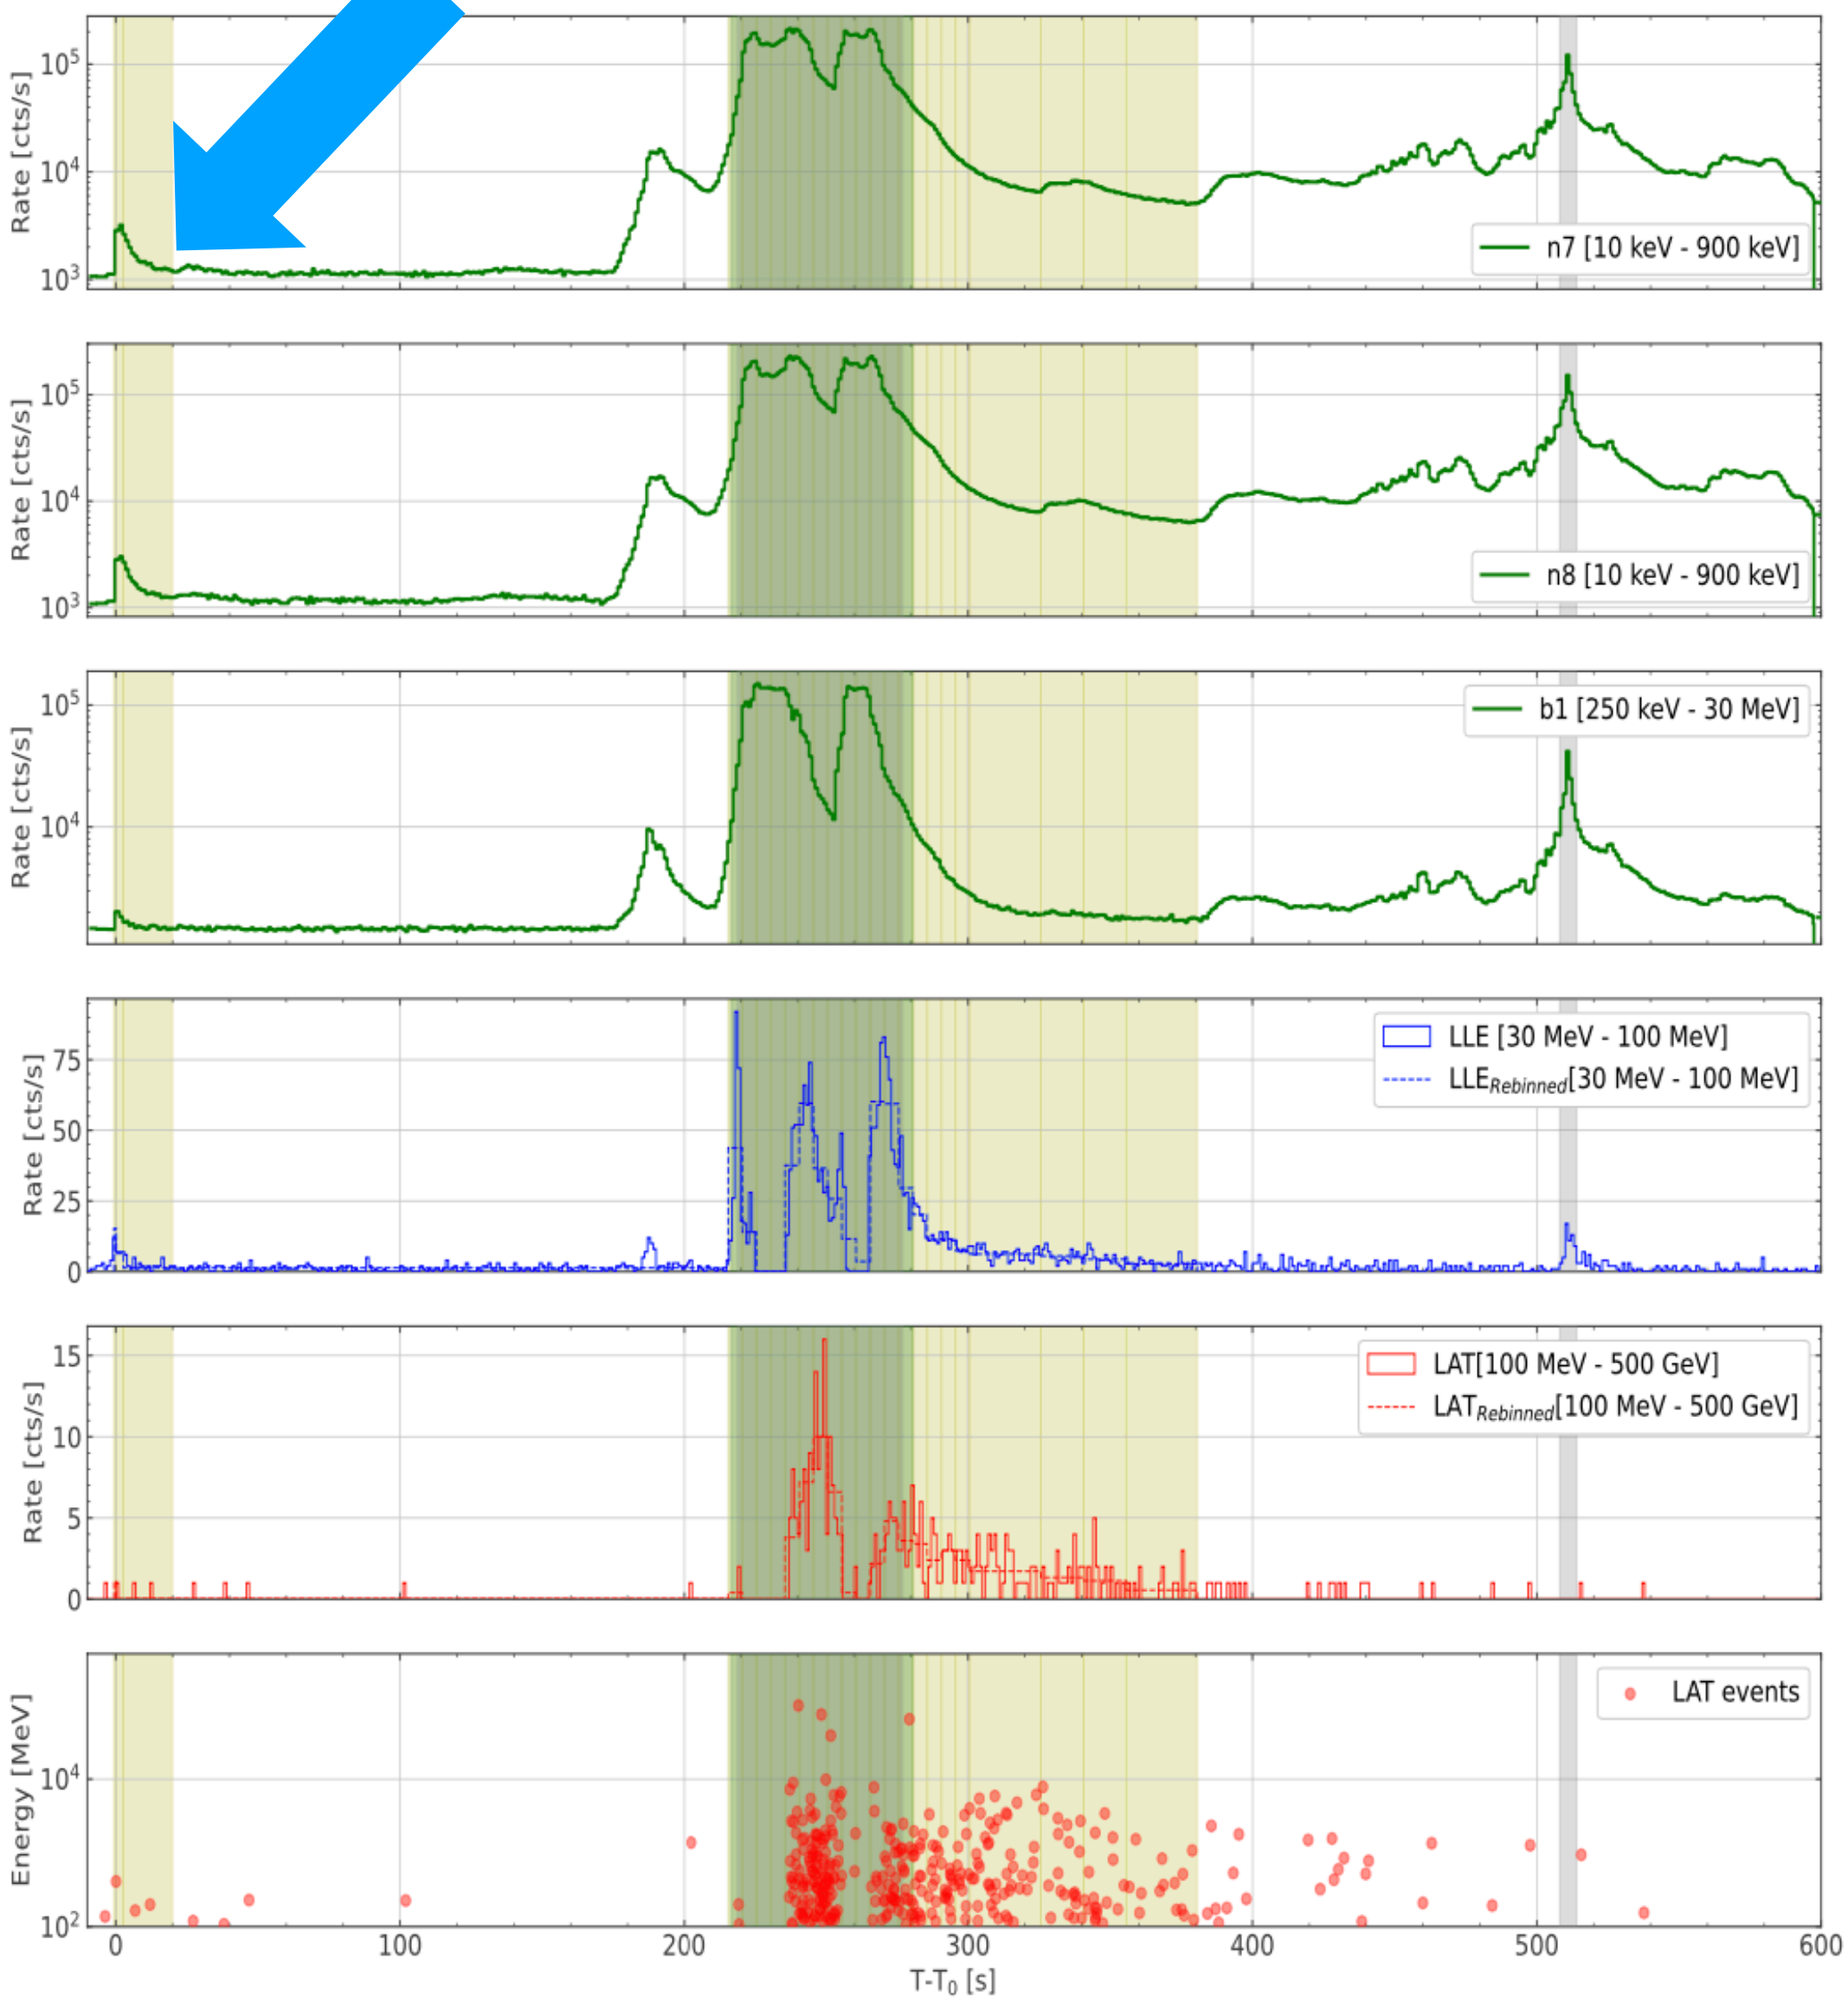 Rate [cts/s]
10^5
10^4
10^3
n7 [10 keV - 900 keV]
Rate [cts/s]
10^5
10^4
10^3
n8 [10 keV - 900 keV]
Rate [cts/s]
10^5
10^4
b1 [250 keV - 30 MeV]
Rate [cts/s]
75
50
25
0
LLE [30 MeV - 100 MeV]
LLE_Rebinned[30 MeV - 100 MeV]
Rate [cts/s]
15
10
5
0
LAT[100 MeV - 500 GeV]
LAT_Rebinned[100 MeV - 500 GeV]
Energy [MeV]
10^4
10^2
LAT events
0 100 200 300 400 500 600
T-T_0 [s]